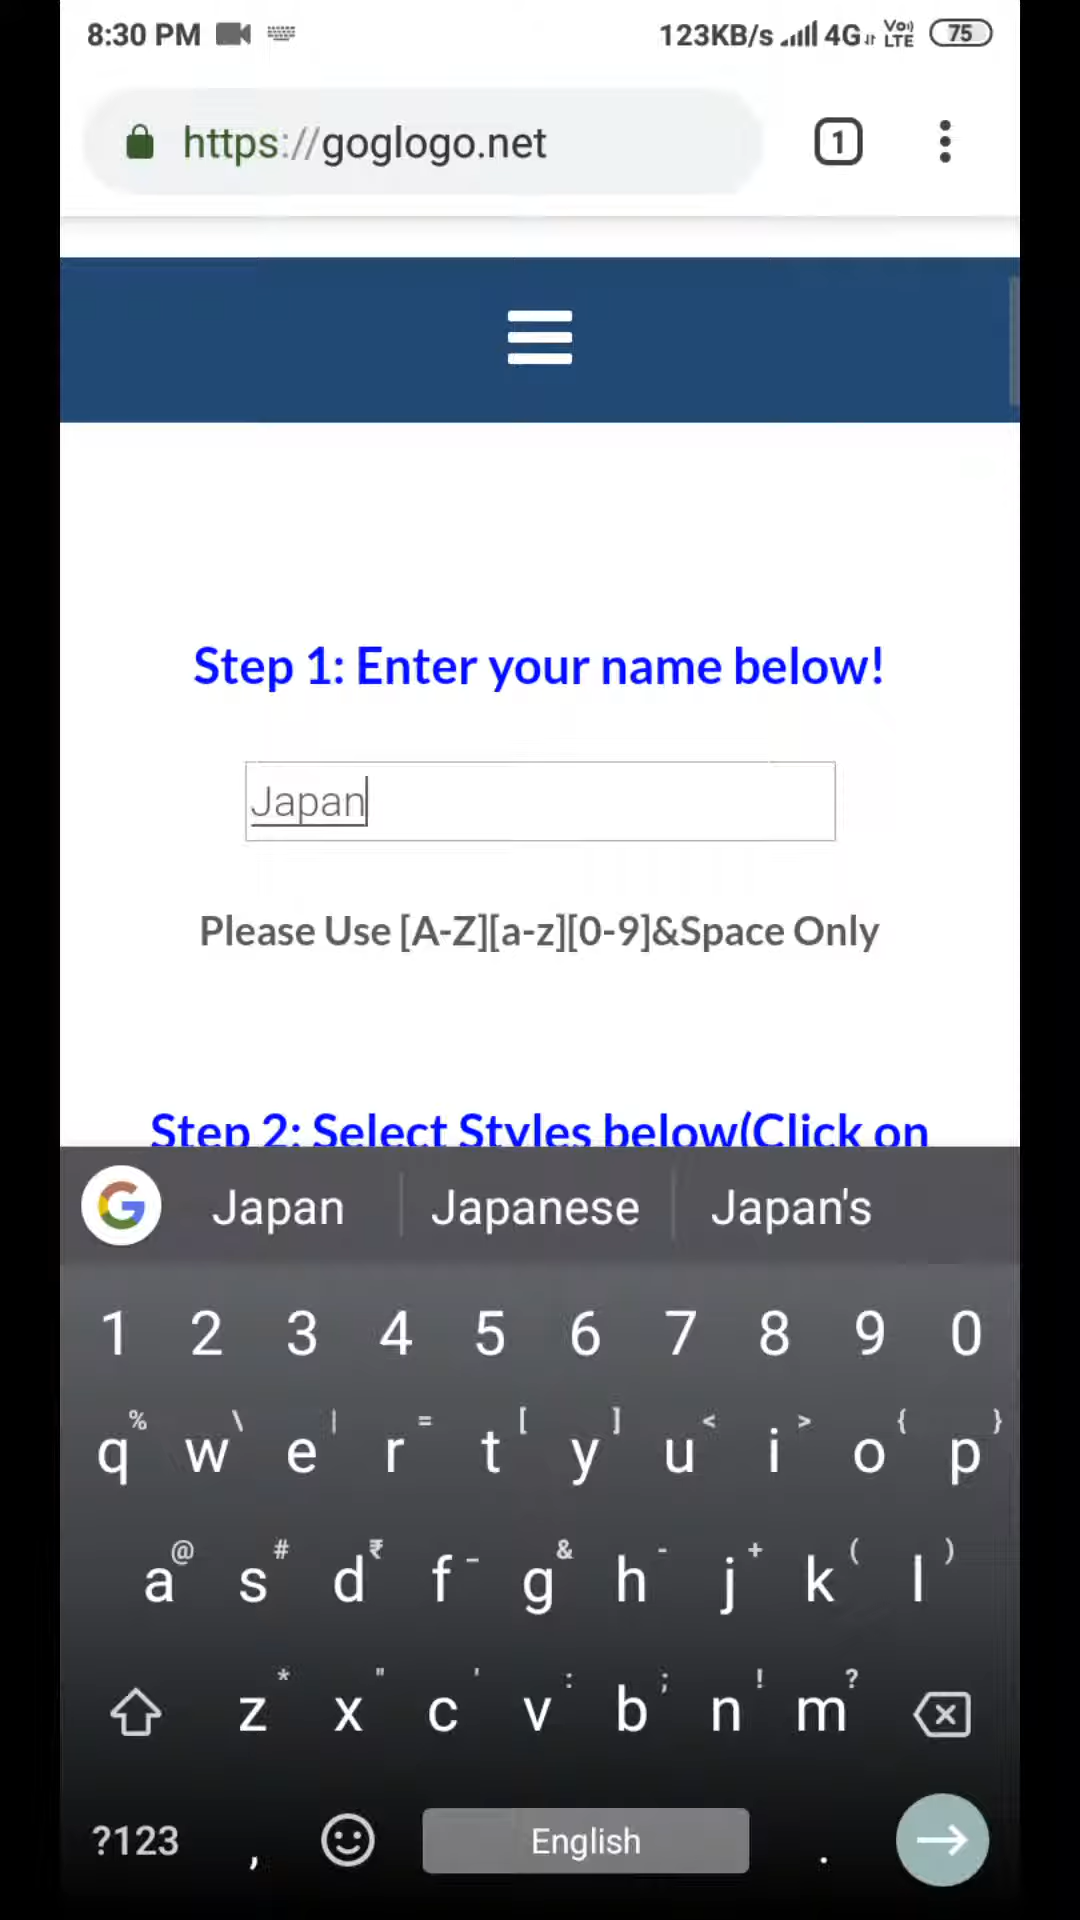 8:30 PM 123KB/s 4G Vo LTE 75
https://goglogo.net 1
Step 1: Enter your name below!
Japan
Please Use [A-Z][a-z][0-9]&Space Only
Step 2: Select Styles below(Click on
Japan Japanese Japan's
1 2 3 4 5 6 7 8 9 0
% \ | = [ ] < > { }
q w e r t y u i o p
@ # ₹ _ & - + ( )
a s d f g h j k l
* " ' : ; ! ?
z x c v b n m
?123 , English .